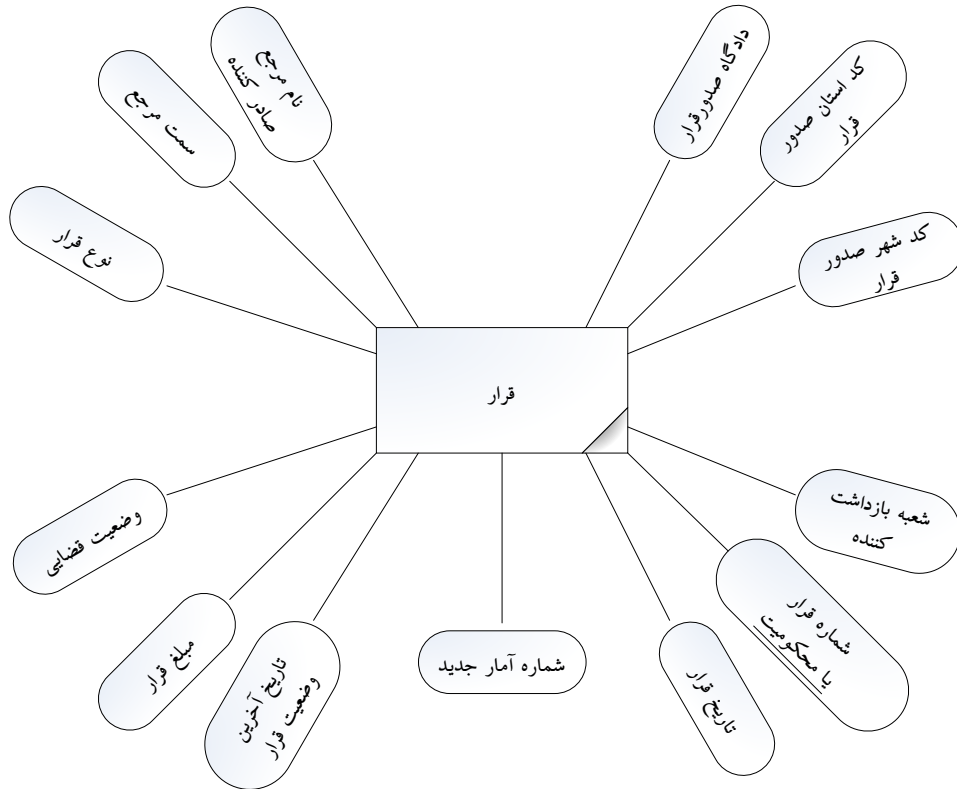 دادگاه صدور قرار
کد استان صدور
قرار
کد شهر صدور
قرار
نام مرجع
صادر کننده
سمت مرجع
نوع قرار
قرار
شعبه بازداشت
کننده
شماره قرار
یا محکومیت
تاریخ قرار
شماره آمار جدید
تاریخ آخرین
وضعیت قرار
مبلغ قرار
وضعیت قضایی